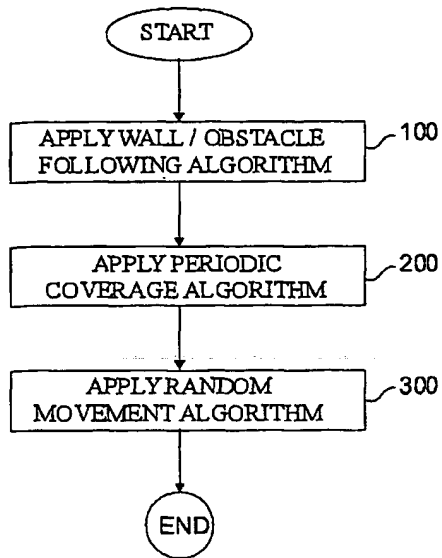 START
APPLY WALL / OBSTACLE
FOLLOWING ALGORITHM
100
APPLY PERIODIC
COVERAGE ALGORITHM
200
APPLY RANDOM
MOVEMENT ALGORITHM
300
END